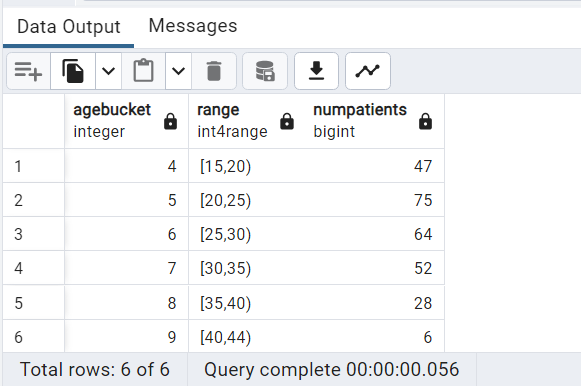 Data Output Messages
agebucket range numpatients
integer int4range bigint
1 4 [15,20) 47
2 5 [20,25) 75
3 6 [25,30) 64
4 7 [30,35) 52
5 8 [35,40) 28
6 9 [40,44) 6
Total rows: 6 of 6 Query complete 00:00:00.056